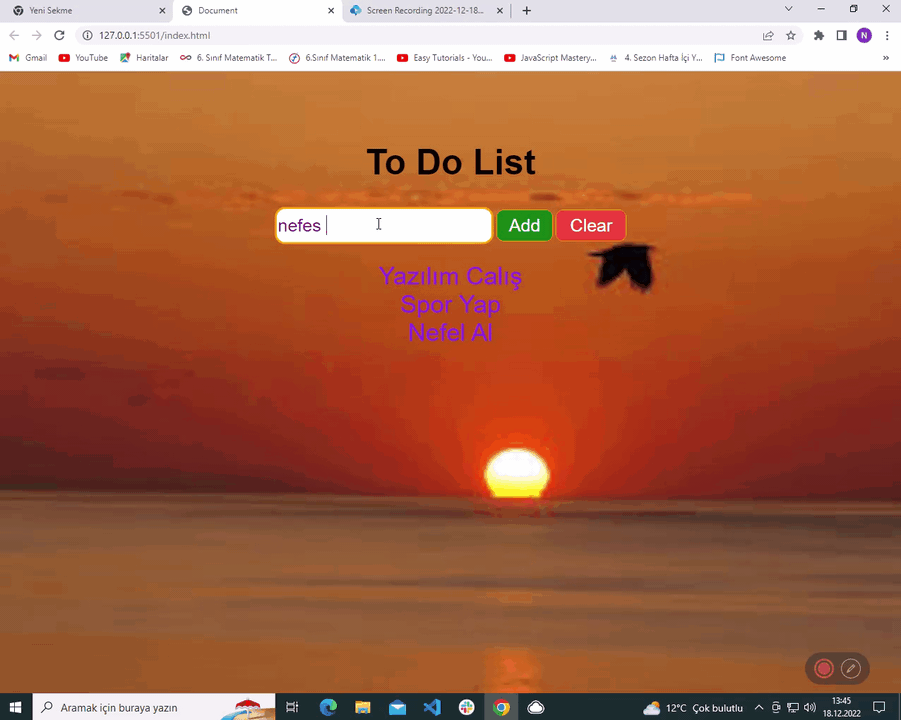 Yeni Sekme
Document
Screen Recording 2022-12-18...
127.0.0.1:5501/index.html
N
Gmail
YouTube
Haritalar
6. Sınıf Matematik T...
6.Sınıf Matematik 1....
Easy Tutorials - You...
JavaScript Mastery...
4. Sezon Hafta İçi Y...
Font Awesome
»
To Do List
nefes
Add
Clear
Yazılım Calış
Spor Yap
Nefel Al
Aramak için buraya yazın
12°C Çok bulutlu
13:45
18.12.2022